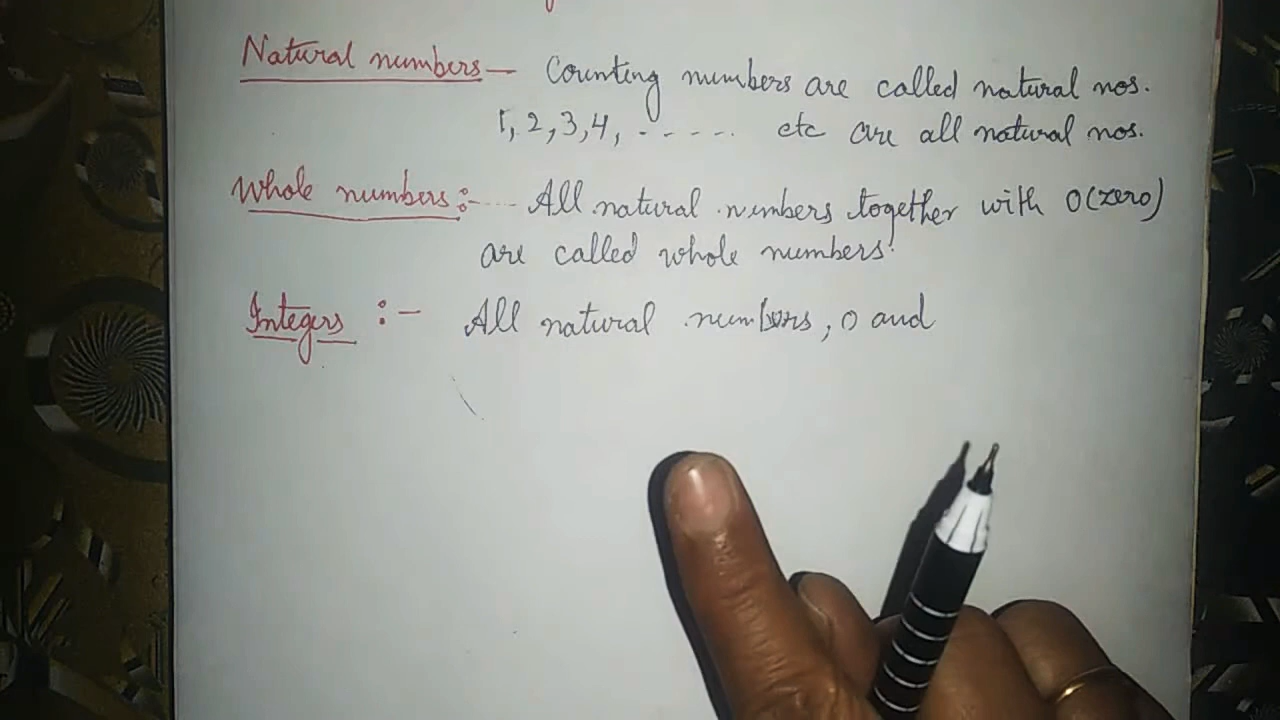 Natural numbers — Counting numbers are called natural nos.
1, 2, 3, 4, ------ etc are all natural nos.
Whole numbers :- ---- All natural numbers together with 0 (zero)
are called whole numbers.
Integers :- All natural numbers, 0 and